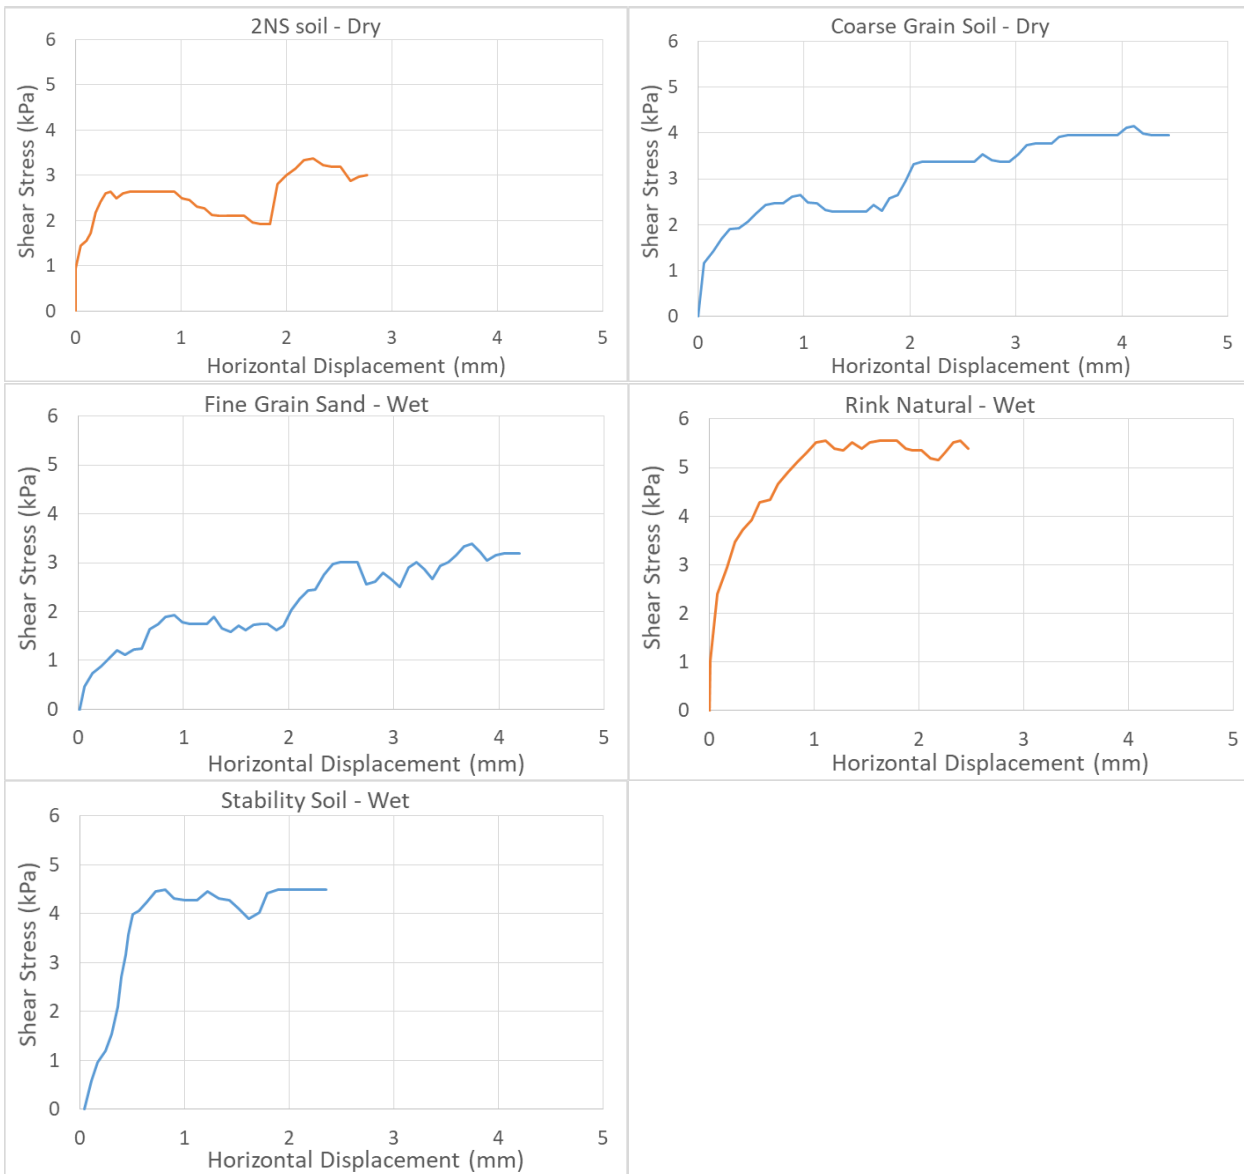 2NS soil - Dry
Shear Stress (kPa)
6
5
4
3
2
1
0
0 1 2 3 4 5
Horizontal Displacement (mm)
Coarse Grain Soil - Dry
Shear Stress (kPa)
6
5
4
3
2
1
0
0 1 2 3 4 5
Horizontal Displacement (mm)
Fine Grain Sand - Wet
Shear Stress (kPa)
6
5
4
3
2
1
0
0 1 2 3 4 5
Horizontal Displacement (mm)
Rink Natural - Wet
Shear Stress (kPa)
6
5
4
3
2
1
0
0 1 2 3 4 5
Horizontal Displacement (mm)
Stability Soil - Wet
Shear Stress (kPa)
6
5
4
3
2
1
0
0 1 2 3 4 5
Horizontal Displacement (mm)